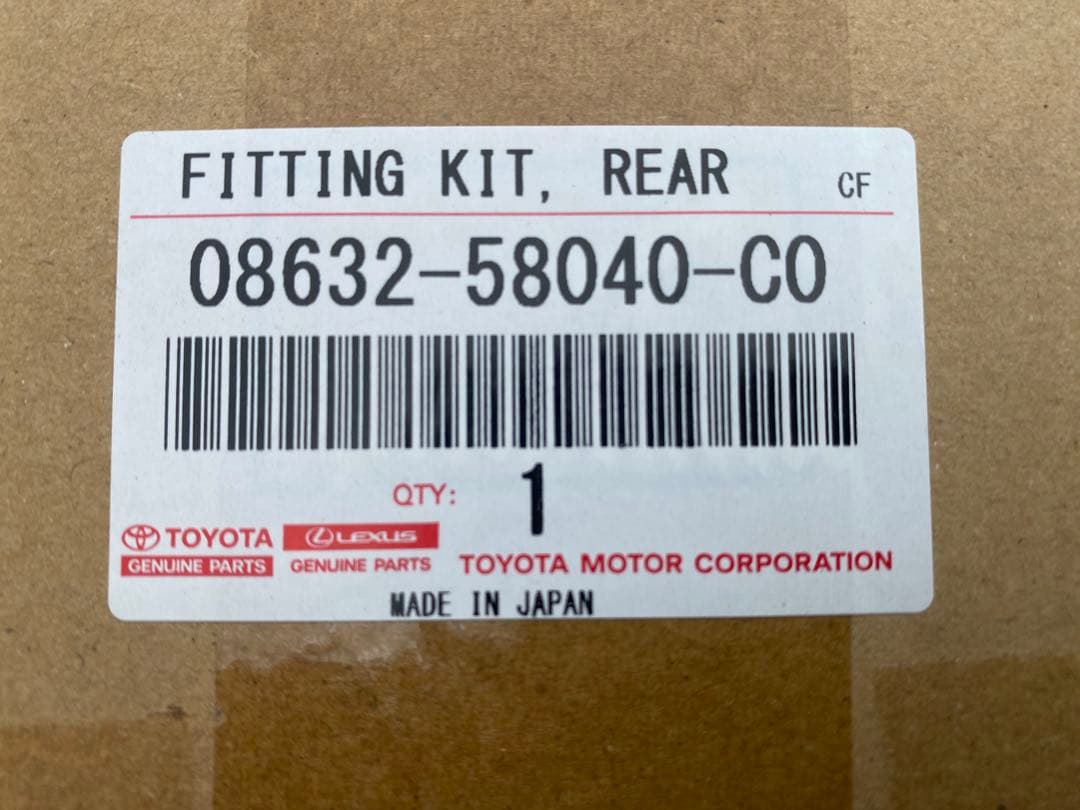 FITTING KIT, REAR CF
08632-58040-C0
QTY: 1
TOYOTA LEXUS
GENUINE PARTS GENUINE PARTS TOYOTA MOTOR CORPORATION
MADE IN JAPAN